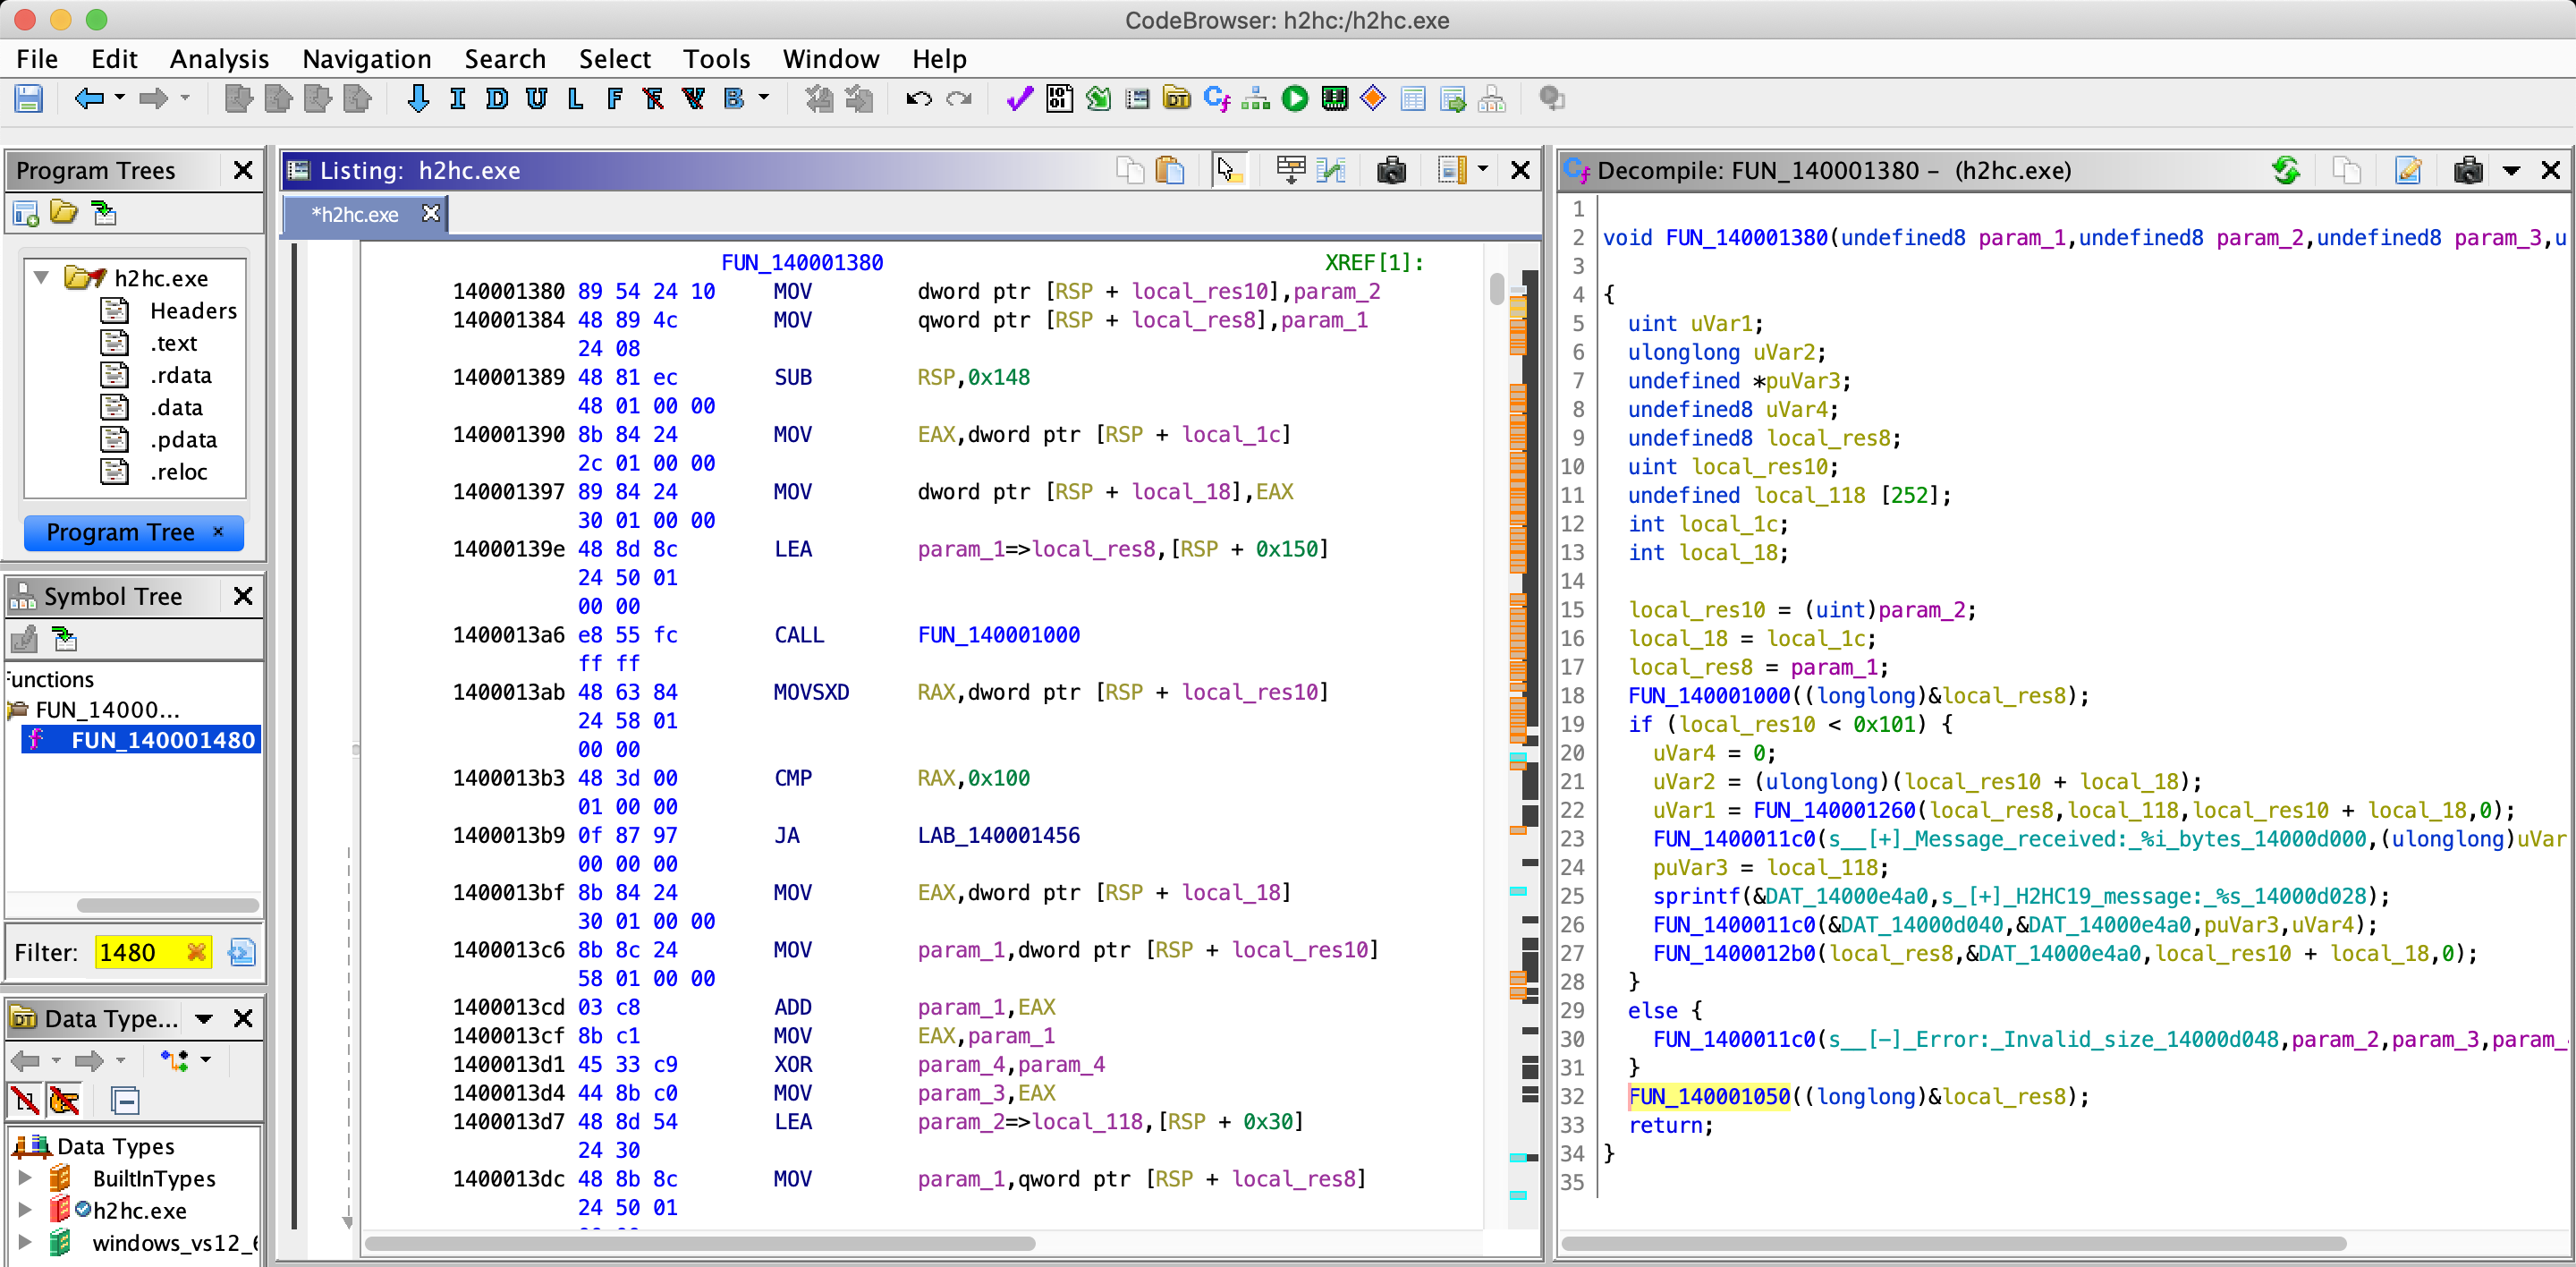 CodeBrowser: h2hc:/h2hc.exe
File Edit Analysis Navigation Search Select Tools Window Help
I D U L F B
Program Trees
h2hc.exe
Headers
.text
.rdata
.data
.pdata
.reloc
Program Tree
Symbol Tree
Functions
FUN_14000...
FUN_140001480
Filter: 1480
Data Type...
Data Types
BuiltInTypes
h2hc.exe
windows_vs12_6
Listing: h2hc.exe
*h2hc.exe
FUN_140001380 XREF[1]:
140001380 89 54 24 10 MOV dword ptr [RSP + local_res10],param_2
140001384 48 89 4c MOV qword ptr [RSP + local_res8],param_1
24 08
140001389 48 81 ec SUB RSP,0x148
48 01 00 00
140001390 8b 84 24 MOV EAX,dword ptr [RSP + local_1c]
2c 01 00 00
140001397 89 84 24 MOV dword ptr [RSP + local_18],EAX
30 01 00 00
14000139e 48 8d 8c LEA param_1=>local_res8,[RSP + 0x150]
24 50 01
00 00
1400013a6 e8 55 fc CALL FUN_140001000
ff ff
1400013ab 48 63 84 MOVSXD RAX,dword ptr [RSP + local_res10]
24 58 01
00 00
1400013b3 48 3d 00 CMP RAX,0x100
01 00 00
1400013b9 0f 87 97 JA LAB_140001456
00 00 00
1400013bf 8b 84 24 MOV EAX,dword ptr [RSP + local_18]
30 01 00 00
1400013c6 8b 8c 24 MOV param_1,dword ptr [RSP + local_res10]
58 01 00 00
1400013cd 03 c8 ADD param_1,EAX
1400013cf 8b c1 MOV EAX,param_1
1400013d1 45 33 c9 XOR param_4,param_4
1400013d4 44 8b c0 MOV param_3,EAX
1400013d7 48 8d 54 LEA param_2=>local_118,[RSP + 0x30]
24 30
1400013dc 48 8b 8c MOV param_1,qword ptr [RSP + local_res8]
24 50 01
Decompile: FUN_140001380 - (h2hc.exe)
1
2 void FUN_140001380(undefined8 param_1,undefined8 param_2,undefined8 param_3,u
3
4 {
5 uint uVar1;
6 ulonglong uVar2;
7 undefined *puVar3;
8 undefined8 uVar4;
9 undefined8 local_res8;
10 uint local_res10;
11 undefined local_118 [252];
12 int local_1c;
13 int local_18;
14
15 local_res10 = (uint)param_2;
16 local_18 = local_1c;
17 local_res8 = param_1;
18 FUN_140001000((longlong)&local_res8);
19 if (local_res10 < 0x101) {
20 uVar4 = 0;
21 uVar2 = (ulonglong)(local_res10 + local_18);
22 uVar1 = FUN_140001260(local_res8,local_118,local_res10 + local_18,0);
23 FUN_1400011c0(s__[+]_Message_received:_%i_bytes_14000d000,(ulonglong)uVar
24 puVar3 = local_118;
25 sprintf(&DAT_14000e4a0,s_[+]_H2HC19_message:_%s_14000d028);
26 FUN_1400011c0(&DAT_14000d040,&DAT_14000e4a0,puVar3,uVar4);
27 FUN_1400012b0(local_res8,&DAT_14000e4a0,local_res10 + local_18,0);
28 }
29 else {
30 FUN_1400011c0(s__[-]_Error:_Invalid_size_14000d048,param_2,param_3,param_
31 }
32 FUN_140001050((longlong)&local_res8);
33 return;
34 }
35